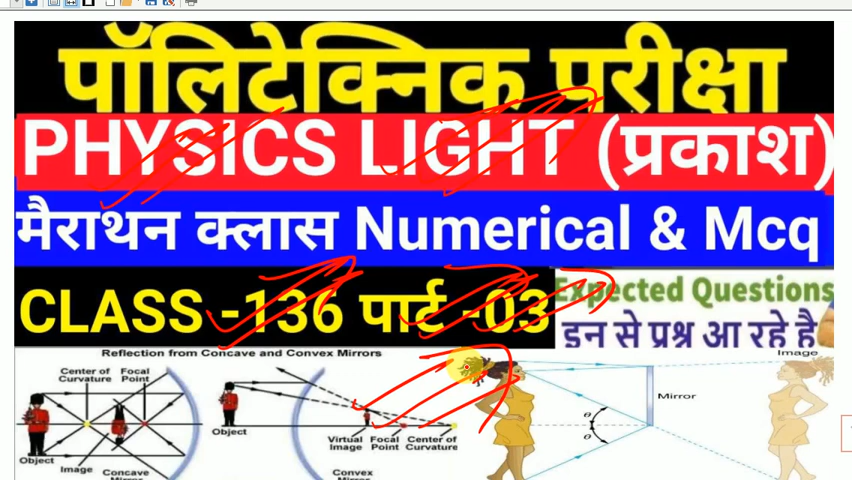 पॉलिटेक्निक परीक्षा
PHYSICS LIGHT (प्रकाश)
मैराथन क्लास Numerical & Mcq
CLASS -136 पार्ट -03
Expected Questions
इन से प्रश्न आ रहे है
Reflection from Concave and Convex Mirrors
Center of Curvature
Focal Point
Object
Image
Concave
Object
Virtual Image
Focal Point
Center of Curvature
Convex
Image
Mirror
θ
θ